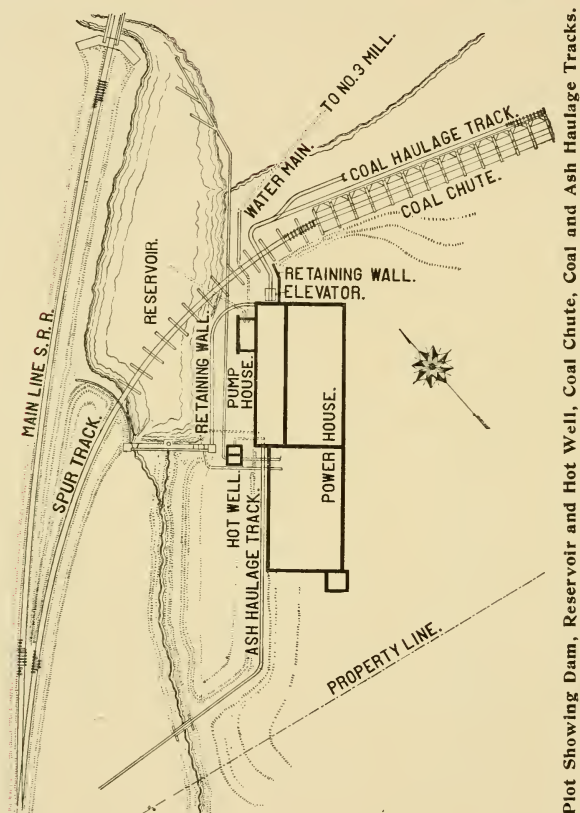 MAIN LINE S.R.R.
SPUR TRACK.
RESERVOIR.
RETAINING WALL.
WATER MAIN. TO NO. 3 MILL.
COAL HAULAGE TRACK.
COAL CHUTE.
RETAINING WALL.
ELEVATOR.
PUMP
HOUSE.
HOT WELL.
POWER HOUSE.
ASH HAULAGE TRACK.
PROPERTY LINE.
Plot Showing Dam, Reservoir and Hot Well, Coal Chute, Coal and Ash Haulage Tracks.